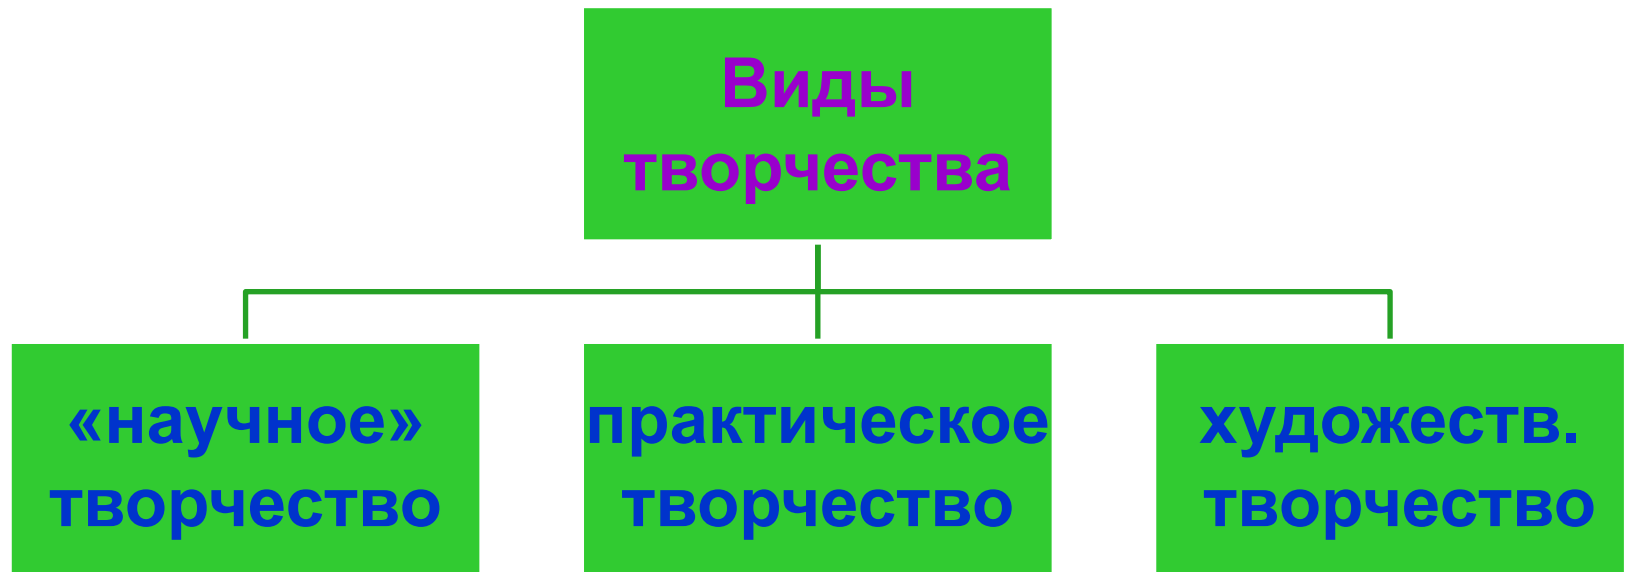 Виды
творчества
«научное»
творчество
практическое
творчество
художеств.
творчество